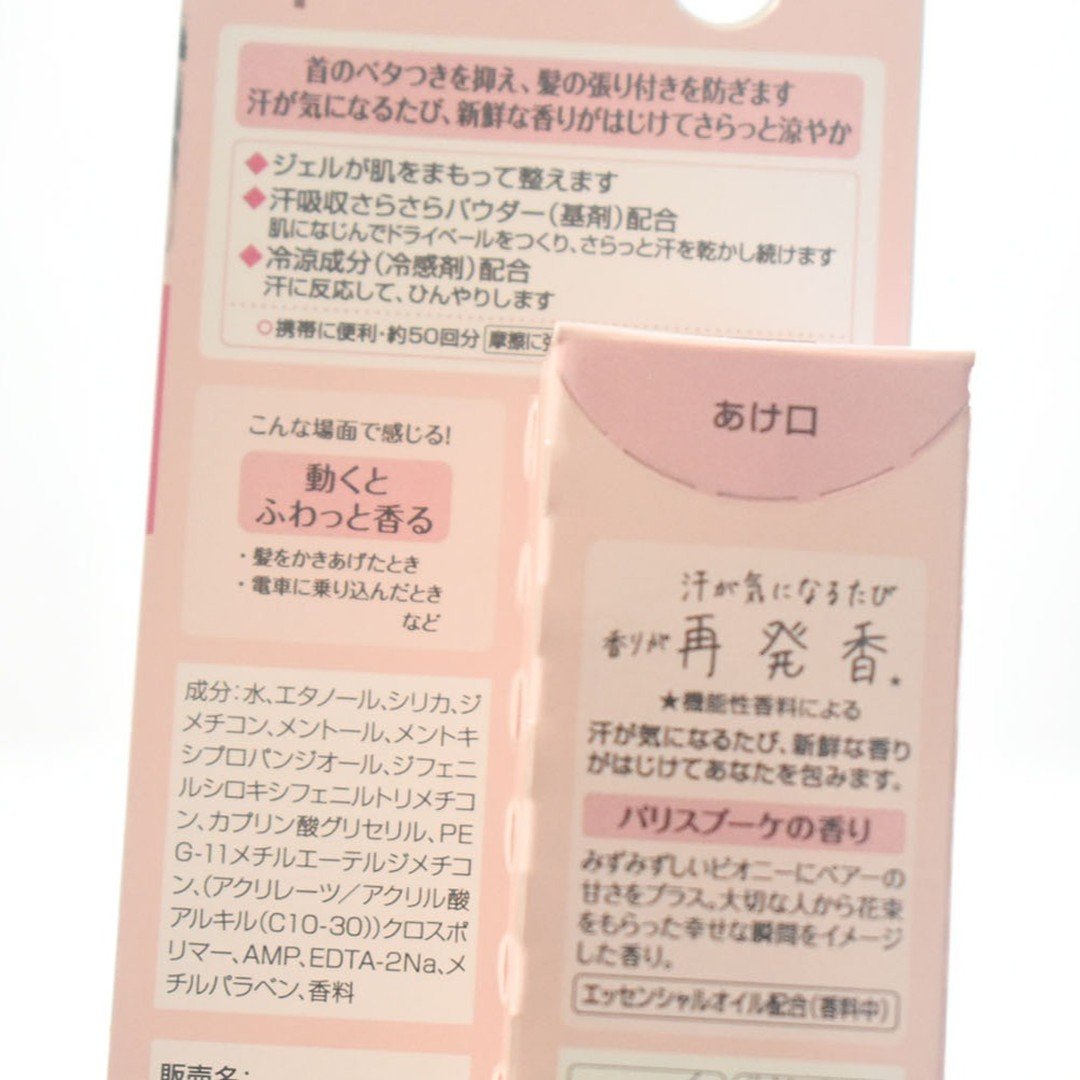 首のベタつきを抑え、髪の張り付きを防ぎます
汗が気になるたび、新鮮な香りがはじけてさらっと涼やか
◆ジェルが肌をまもって整えます
◆汗吸収さらさらパウダー(基剤)配合
肌になじんでドライベールをつくり、さらっと汗を乾かし続けます
◆冷涼成分(冷感剤)配合
汗に反応して、ひんやりします
○携帯に便利・約50回分 摩擦に
こんな場面で感じる!
動くと
ふわっと香る
・髪をかきあげたとき
・電車に乗り込んだとき
など
成分:水、エタノール、シリカ、ジ
メチコン、メントール、メントキ
シプロパンジオール、ジフェニ
ルシロキシフェニルトリメチコ
ン、カプリン酸グリセリル、PE
G-11メチルエーテルジメチコ
ン、(アクリレーツ/アクリル酸
アルキル(C10-30))クロスポ
リマー、AMP、EDTA-2Na、メ
チルパラベン、香料
販売名:
あけ口
汗が気になるたび
香りが再発香★
★機能性香料による
汗が気になるたび、新鮮な香り
がはじけてあなたを包みます。
パリスブーケの香り
みずみずしいピオニーにペアーの
甘さをプラス。大切な人から花束
をもらった幸せな瞬間をイメージ
した香り。
エッセンシャルオイル配合(香料中)